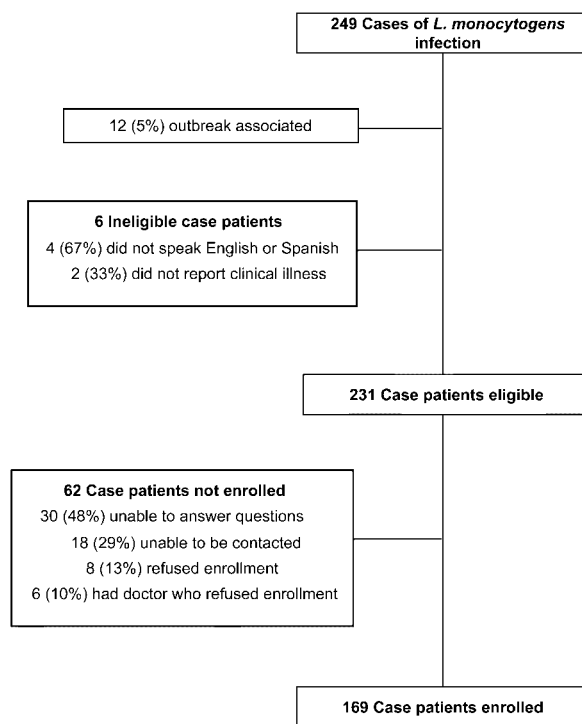 249 Cases of L. monocytogens
infection
12 (5%) outbreak associated
6 Ineligible case patients
4 (67%) did not speak English or Spanish
2 (33%) did not report clinical illness
231 Case patients eligible
62 Case patients not enrolled
30 (48%) unable to answer questions
18 (29%) unable to be contacted
8 (13%) refused enrollment
6 (10%) had doctor who refused enrollment
169 Case patients enrolled